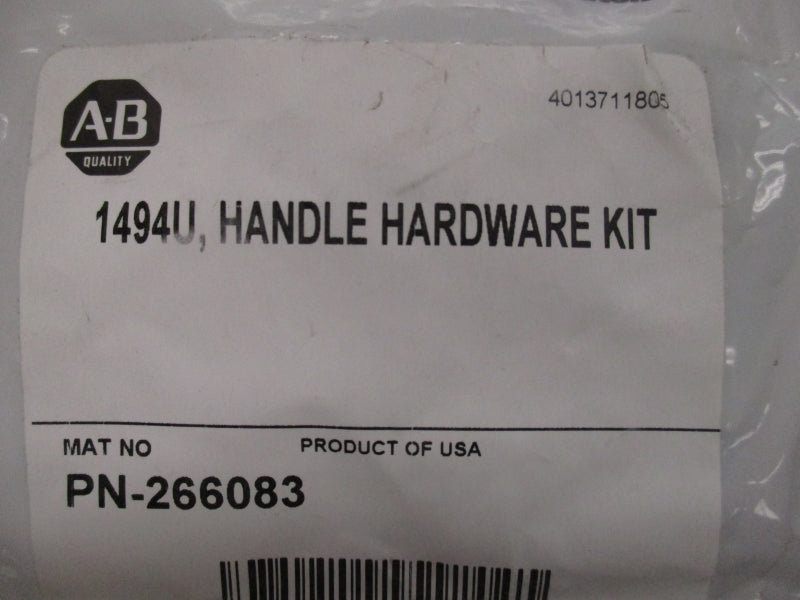 A-B
QUALITY
4013711805
1494U, HANDLE HARDWARE KIT
MAT NO
PRODUCT OF USA
PN-266083